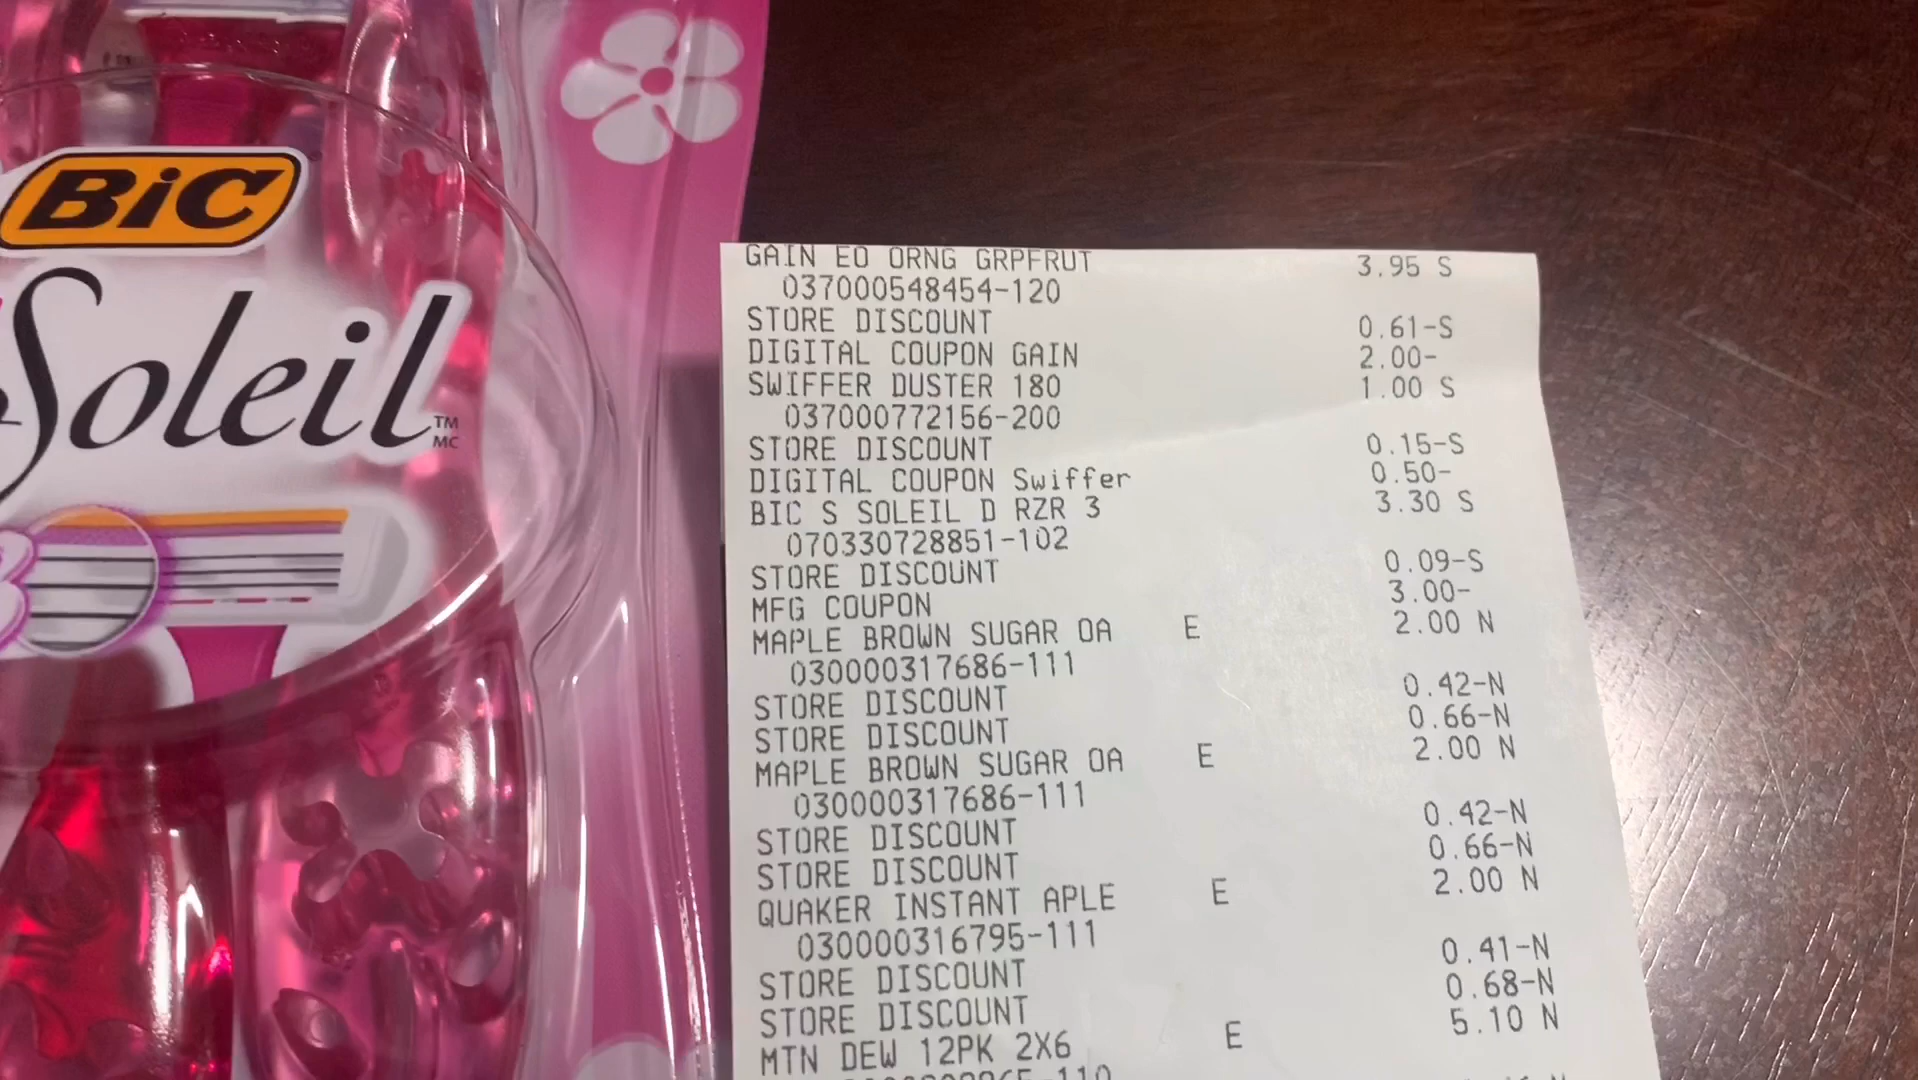 BiC
Soleil
TM
MC
GAIN EO ORNG GRPFRUT 3.95 S
037000548454-120
STORE DISCOUNT 0.61-S
DIGITAL COUPON GAIN 2.00-
SWIFFER DUSTER 180 1.00 S
037000772156-200
STORE DISCOUNT 0.15-S
DIGITAL COUPON Swiffer 0.50-
BIC S SOLEIL D RZR 3 3.30 S
070330728851-102
STORE DISCOUNT 0.09-S
MFG COUPON 3.00-
MAPLE BROWN SUGAR OA E 2.00 N
030000317686-111
STORE DISCOUNT 0.42-N
STORE DISCOUNT 0.66-N
MAPLE BROWN SUGAR OA E 2.00 N
030000317686-111
STORE DISCOUNT 0.42-N
STORE DISCOUNT 0.66-N
QUAKER INSTANT APLE E 2.00 N
030000316795-111
STORE DISCOUNT 0.41-N
STORE DISCOUNT 0.68-N
MTN DEW 12PK 2X6 E 5.10 N